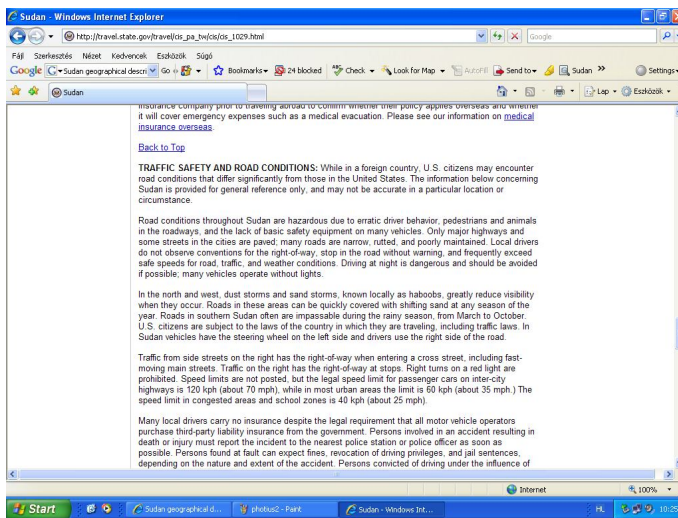 Sudan - Windows Internet Explorer
http://travel.state.gov/travel/cis_pa_tw/cis/cis_1029.html
Google
Fájl Szerkesztés Nézet Kedvencek Eszközök Súgó
Google Sudan geographical descri Go Bookmarks 24 blocked Check Look for Map AutoFill Send to Sudan Settings
Sudan
Lap Eszközök
insurance company prior to traveling abroad to confirm whether their policy applies overseas and whether
it will cover emergency expenses such as a medical evacuation. Please see our information on medical
insurance overseas.
Back to Top
TRAFFIC SAFETY AND ROAD CONDITIONS: While in a foreign country, U.S. citizens may encounter
road conditions that differ significantly from those in the United States. The information below concerning
Sudan is provided for general reference only, and may not be accurate in a particular location or
circumstance.
Road conditions throughout Sudan are hazardous due to erratic driver behavior, pedestrians and animals
in the roadways, and the lack of basic safety equipment on many vehicles. Only major highways and
some streets in the cities are paved; many roads are narrow, rutted, and poorly maintained. Local drivers
do not observe conventions for the right-of-way, stop in the road without warning, and frequently exceed
safe speeds for road, traffic, and weather conditions. Driving at night is dangerous and should be avoided
if possible; many vehicles operate without lights.
In the north and west, dust storms and sand storms, known locally as haboobs, greatly reduce visibility
when they occur. Roads in these areas can be quickly covered with shifting sand at any season of the
year. Roads in southern Sudan often are impassable during the rainy season, from March to October.
U.S. citizens are subject to the laws of the country in which they are traveling, including traffic laws. In
Sudan vehicles have the steering wheel on the left side and drivers use the right side of the road.
Traffic from side streets on the right has the right-of-way when entering a cross street, including fast-
moving main streets. Traffic on the right has the right-of-way at stops. Right turns on a red light are
prohibited. Speed limits are not posted, but the legal speed limit for passenger cars on inter-city
highways is 120 kph (about 70 mph), while in most urban areas the limit is 60 kph (about 35 mph.) The
speed limit in congested areas and school zones is 40 kph (about 25 mph).
Many local drivers carry no insurance despite the legal requirement that all motor vehicle operators
purchase third-party liability insurance from the government. Persons involved in an accident resulting in
death or injury must report the incident to the nearest police station or police officer as soon as
possible. Persons found at fault can expect fines, revocation of driving privileges, and jail sentences,
depending on the nature and extent of the accident. Persons convicted of driving under the influence of
Internet 100%
Start Sudan geographical d... photius2 - Paint Sudan - Windows Int... HL 10:25